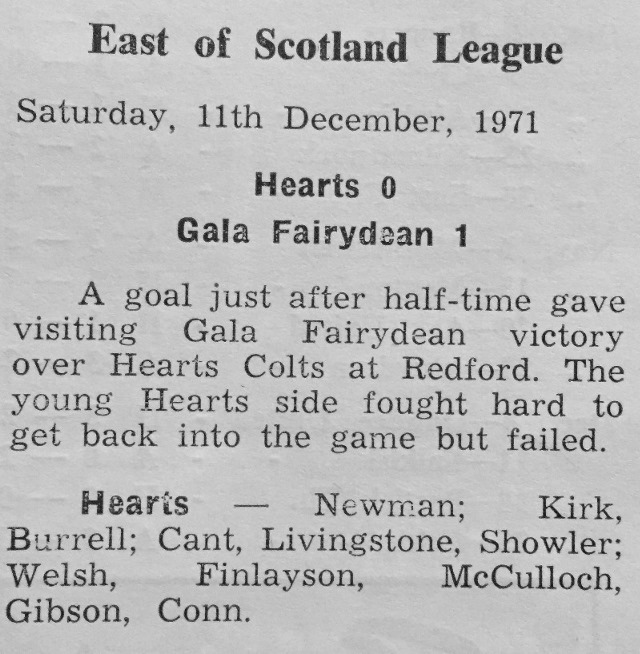 East of Scotland League
Saturday, 11th December, 1971
Hearts 0
Gala Fairydean 1
A goal just after half-time gave
visiting Gala Fairydean victory
over Hearts Colts at Redford. The
young Hearts side fought hard to
get back into the game but failed.
Hearts — Newman; Kirk,
Burrell; Cant, Livingstone, Showler;
Welsh, Finlayson, McCulloch,
Gibson, Conn.